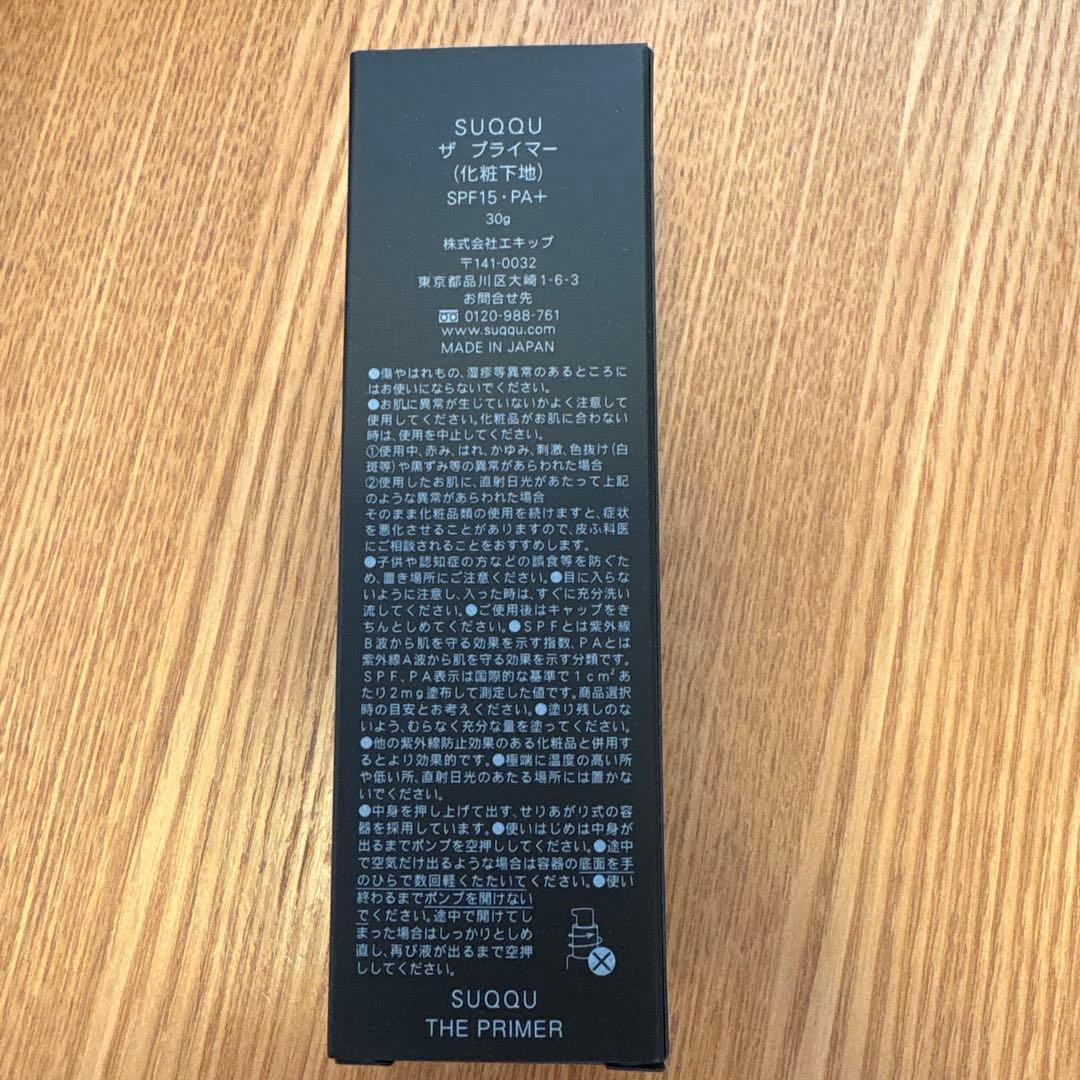 SUQQU
ザ プライマー
(化粧下地)
SPF15・PA+
30g
株式会社エキップ
〒141-0032
東京都品川区大崎1-6-3
お問合せ先
0120-988-761
www.suqqu.com
MADE IN JAPAN
●傷やはれもの、湿疹等異常のあるところに
はお使いにならないでください。
●お肌に異常が生じていないかよく注意して
使用してください。化粧品がお肌に合わない
時は、使用を中止してください。
①使用中、赤み、はれ、かゆみ、刺激、色抜け(白
斑等)や黒ずみ等の異常があらわれた場合
②使用したお肌に、直射日光があたって上記
のような異常があらわれた場合
そのまま化粧品類の使用を続けますと、症状
を悪化させることがありますので、皮ふ科医
にご相談されることをおすすめします。
●子供や認知症の方などの誤食等を防ぐた
め、置き場所にご注意ください。●目に入らな
いように注意し、入った時は、すぐに充分洗い
流してください。●ご使用後はキャップをき
ちんとしめてください。●SPFとは紫外線
B波から肌を守る効果を示す指数、PAとは
紫外線A波から肌を守る効果を示す分類です。
SPF、PA表示は国際的な基準で1cm²あ
たり2mg塗布して測定した値です。商品選択
時の目安とお考えください。●塗り残しのな
いよう、むらなく充分な量を塗ってください。
●他の紫外線防止効果のある化粧品と併用す
るとより効果的です。●極端に温度の高い所
や低い所、直射日光のあたる場所には置かな
いでください。
●中身を押し上げて出す、せりあがり式の容
器を採用しています。●使いはじめは中身が
出るまでポンプを空押ししてください。●途中
で空気だけ出るような場合は容器の底面を手
のひらで数回軽くたたいてください。●使い
終わるまでポンプを開けない
でください。途中で開けてし
まった場合はしっかりとしめ
直し、再び液が出るまで空押
ししてください。
SUQQU
THE PRIMER